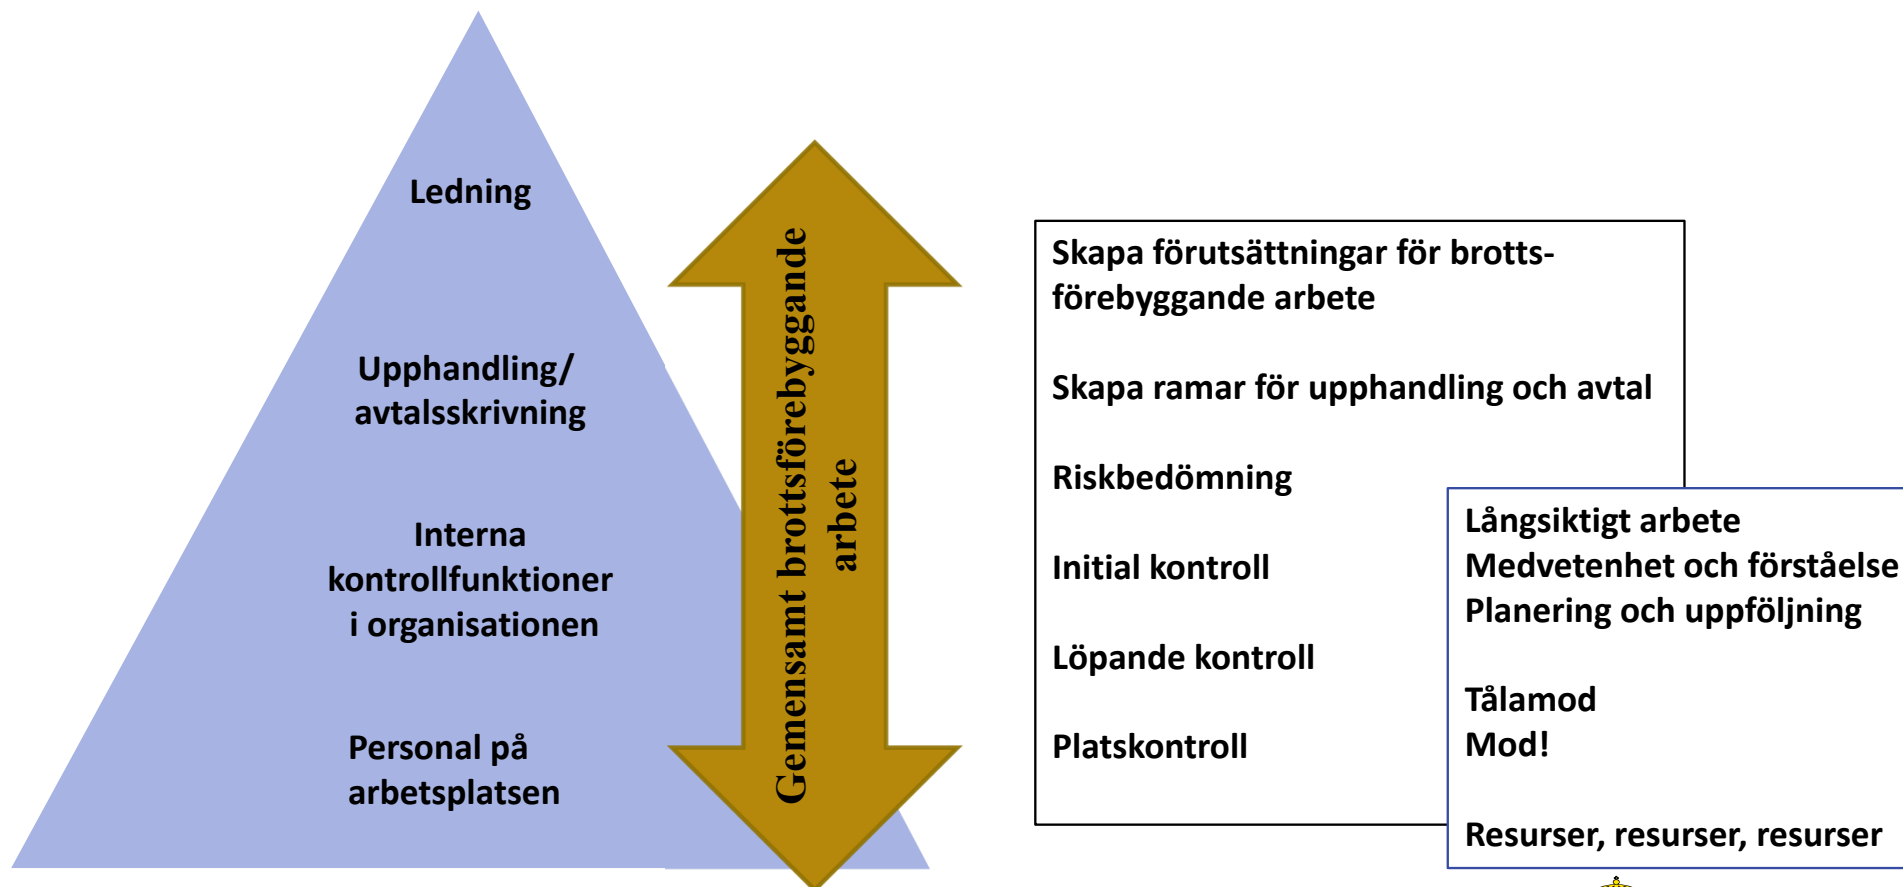 Ledning
Upphandling/
avtalsskrivning
Interna
kontrollfunktioner
i organisationen
Personal på
arbetsplatsen
Gemensamt brottsförebyggande
arbete
Skapa förutsättningar för brotts-
förebyggande arbete
Skapa ramar för upphandling och avtal
Riskbedömning
Initial kontroll
Löpande kontroll
Platskontroll
Långsiktigt arbete
Medvetenhet och förståelse
Planering och uppföljning
Tålamod
Mod!
Resurser, resurser, resurser